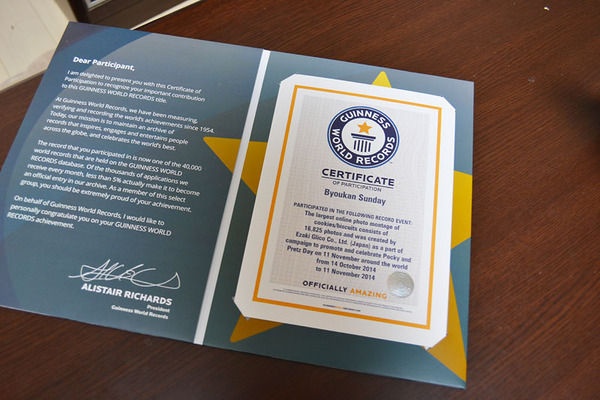 Dear Participant,
I am delighted to present you with this Certificate of
Participation to recognize your important contribution
to this GUINNESS WORLD RECORDS title.
At Guinness World Records, we have been measuring,
verifying and recording the world's achievements since 1954.
Today, our mission is to maintain an archive of
records that inspires, engages and entertains people
across the globe, and celebrates the world's best.
The record that you participated in is now one of the 40,000
world records that are held on the GUINNESS WORLD
RECORDS database. Of the thousands of applications we
receive every month, less than 5% actually make it to become
an official entry in our archive. As a member of this select
group, you should be extremely proud of your achievement.
On behalf of Guinness World Records, I would like to
personally congratulate you on your GUINNESS WORLD
RECORDS achievement.
ALISTAIR RICHARDS
President
Guinness World Records
GUINNESS
WORLD RECORDS
CERTIFICATE
OF PARTICIPATION
Byoukan Sunday
PARTICIPATED IN THE FOLLOWING RECORD EVENT:
The largest online photo montage of
cookies/biscuits consists of
16,825 photos and was created by
Ezaki Glico Co., Ltd. (Japan) as a part of
campaign to promote and celebrate Pocky and
Pretz Day on 11 November around the world
from 14 October 2014
to 11 November 2014
OFFICIALLY AMAZING